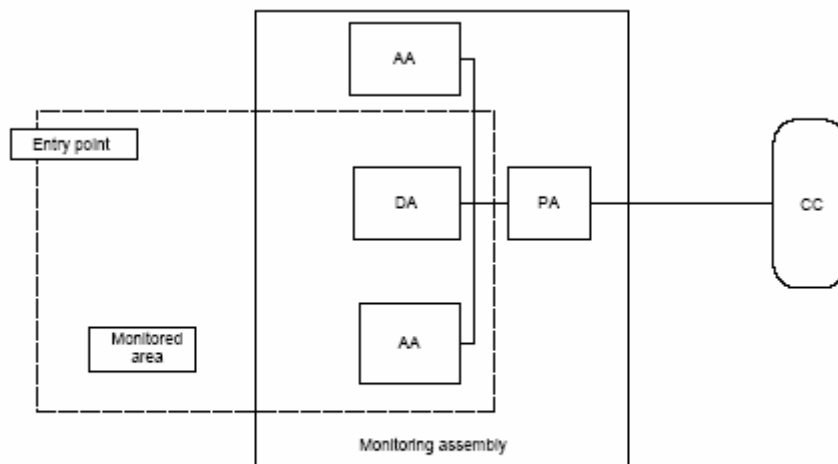 AA
Entry point
DA
PA
CC
Monitored
area
AA
Monitoring assembly